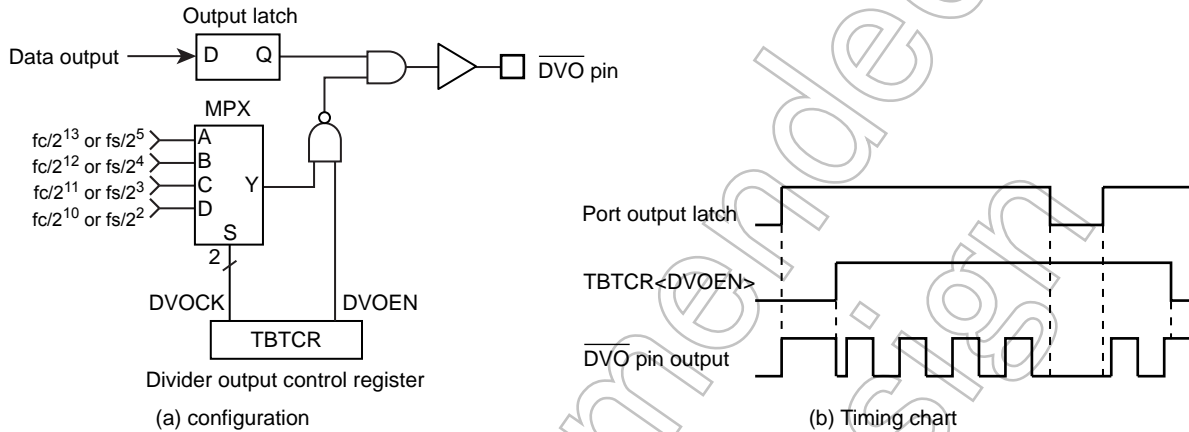 Output latch
Data output
D
Q
DVO pin
MPX
fc/2^13 or fs/2^5
A
fc/2^12 or fs/2^4
B
fc/2^11 or fs/2^3
C
Y
fc/2^10 or fs/2^2
D
S
2
DVOCK
DVOEN
TBTCR
Divider output control register
(a) configuration
Port output latch
TBTCR<DVOEN>
DVO pin output
(b) Timing chart